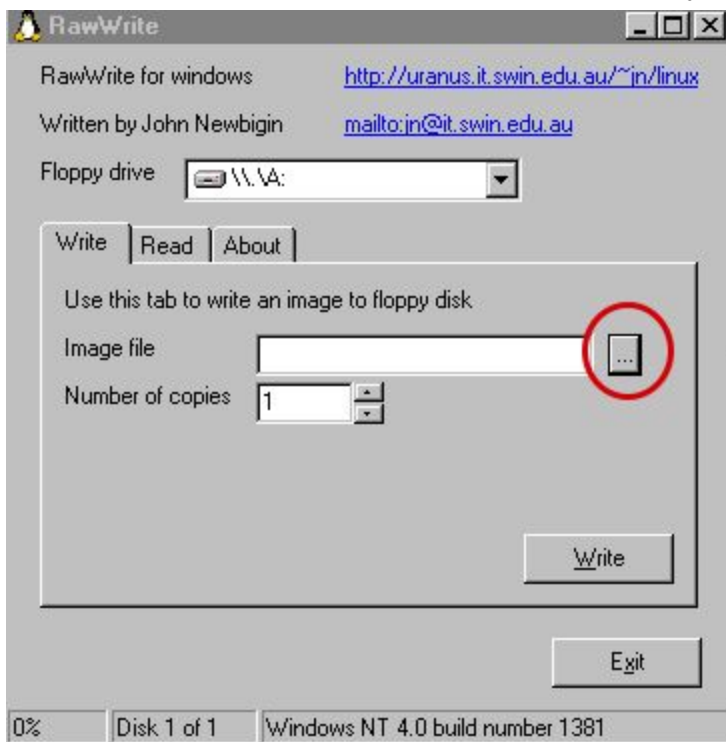 RawWrite
RawWrite for windows http://uranus.it.swin.edu.au/~jn/linux
Written by John Newbigin mailto:jn@it.swin.edu.au
Floppy drive \\.\A:
Write Read About
Use this tab to write an image to floppy disk
Image file ...
Number of copies 1
Write
Exit
0% Disk 1 of 1 Windows NT 4.0 build number 1381